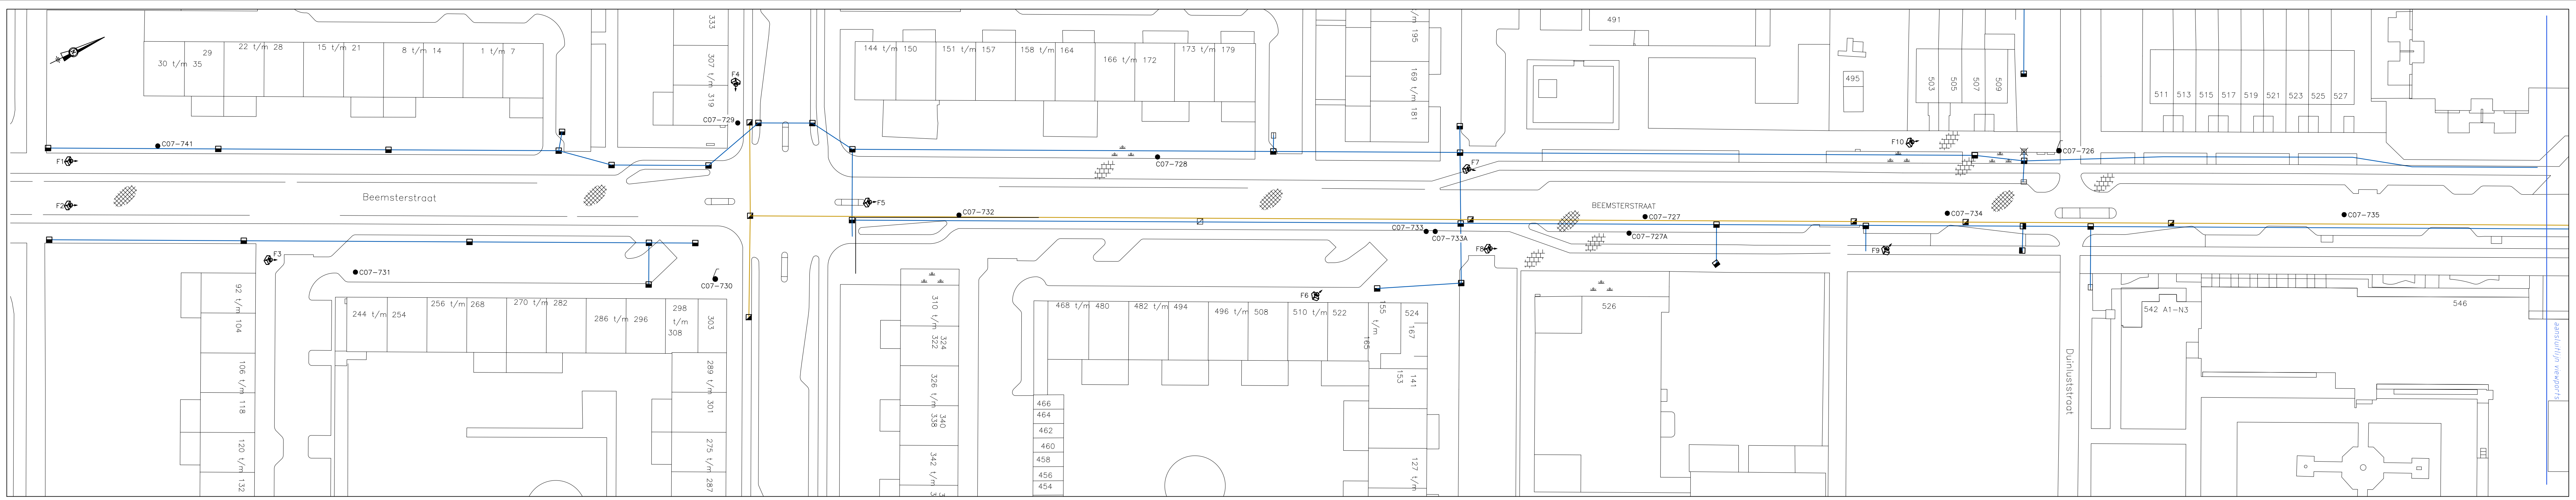 30 t/m 35
29
22 t/m 28
15 t/m 21
8 t/m 14
1 t/m 7
333
307 t/m 319
F4
C07-729
144 t/m 150
151 t/m 157
158 t/m 164
166 t/m 172
173 t/m 179
t/m 195
169 t/m 181
491
495
503
505
507
509
511
513
515
517
519
521
523
525
527
C07-741
F1
F2
Beemsterstraat
C07-728
F5
C07-732
F7
F10
C07-726
BEEMSTERSTRAAT
C07-727
C07-727A
C07-733
C07-733A
C07-734
C07-735
F8
F9
F3
C07-731
C07-730
F6
92 t/m 104
106 t/m 118
120 t/m 132
244 t/m 254
256 t/m 268
270 t/m 282
286 t/m 296
298
t/m
308
303
289 t/m 301
275 t/m 287
310 t/m 322
324
326 t/m 338
340
342 t/m
468 t/m 480
482 t/m 494
496 t/m 508
510 t/m 522
155 t/m 165
524
167
153
141
127 t/m
466
464
462
460
458
456
454
526
Duinluststraat
542 A1-N3
546
aansluitlijn viewports